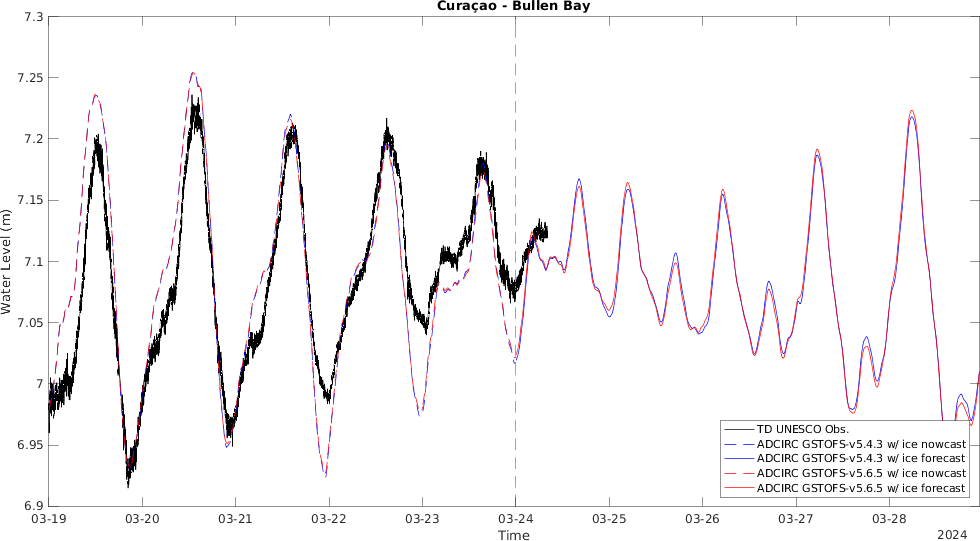 Curaçao - Bullen Bay
7.3
7.25
7.2
7.15
7.1
7.05
7
6.95
6.9
Water Level (m)
03-19 03-20 03-21 03-22 03-23 03-24 03-25 03-26 03-27 03-28
Time
2024
TD UNESCO Obs.
ADCIRC GSTOFS-v5.4.3 w/ ice nowcast
ADCIRC GSTOFS-v5.4.3 w/ ice forecast
ADCIRC GSTOFS-v5.6.5 w/ ice nowcast
ADCIRC GSTOFS-v5.6.5 w/ ice forecast